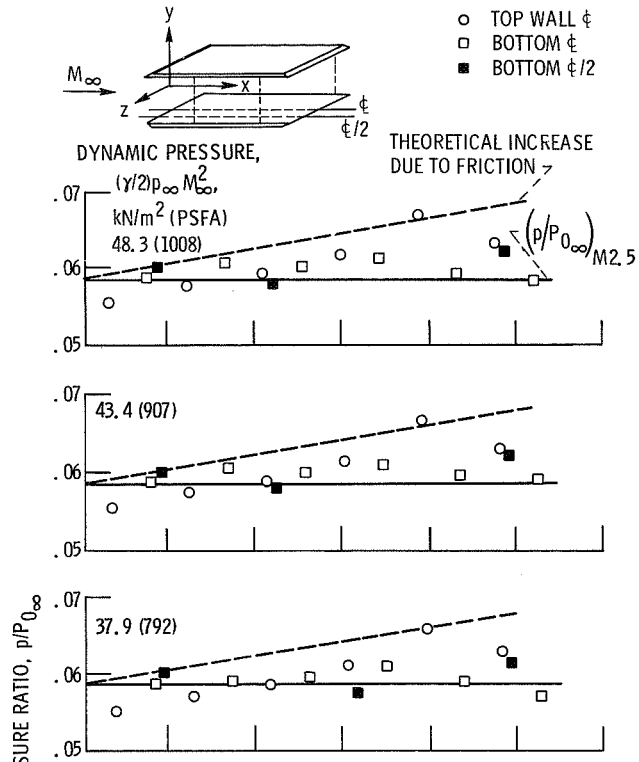 y
M∞
x
z
℄
℄/2
○ TOP WALL ℄
□ BOTTOM ℄
■ BOTTOM ℄/2
DYNAMIC PRESSURE,
(γ/2)p∞ M²∞,
kN/m² (PSFA)
48.3 (1008)
THEORETICAL INCREASE
DUE TO FRICTION
(p/P0∞)M2.5
.07
.06
.05
43.4 (907)
.07
.06
.05
37.9 (792)
.07
.06
.05
SURE RATIO, p/P0∞